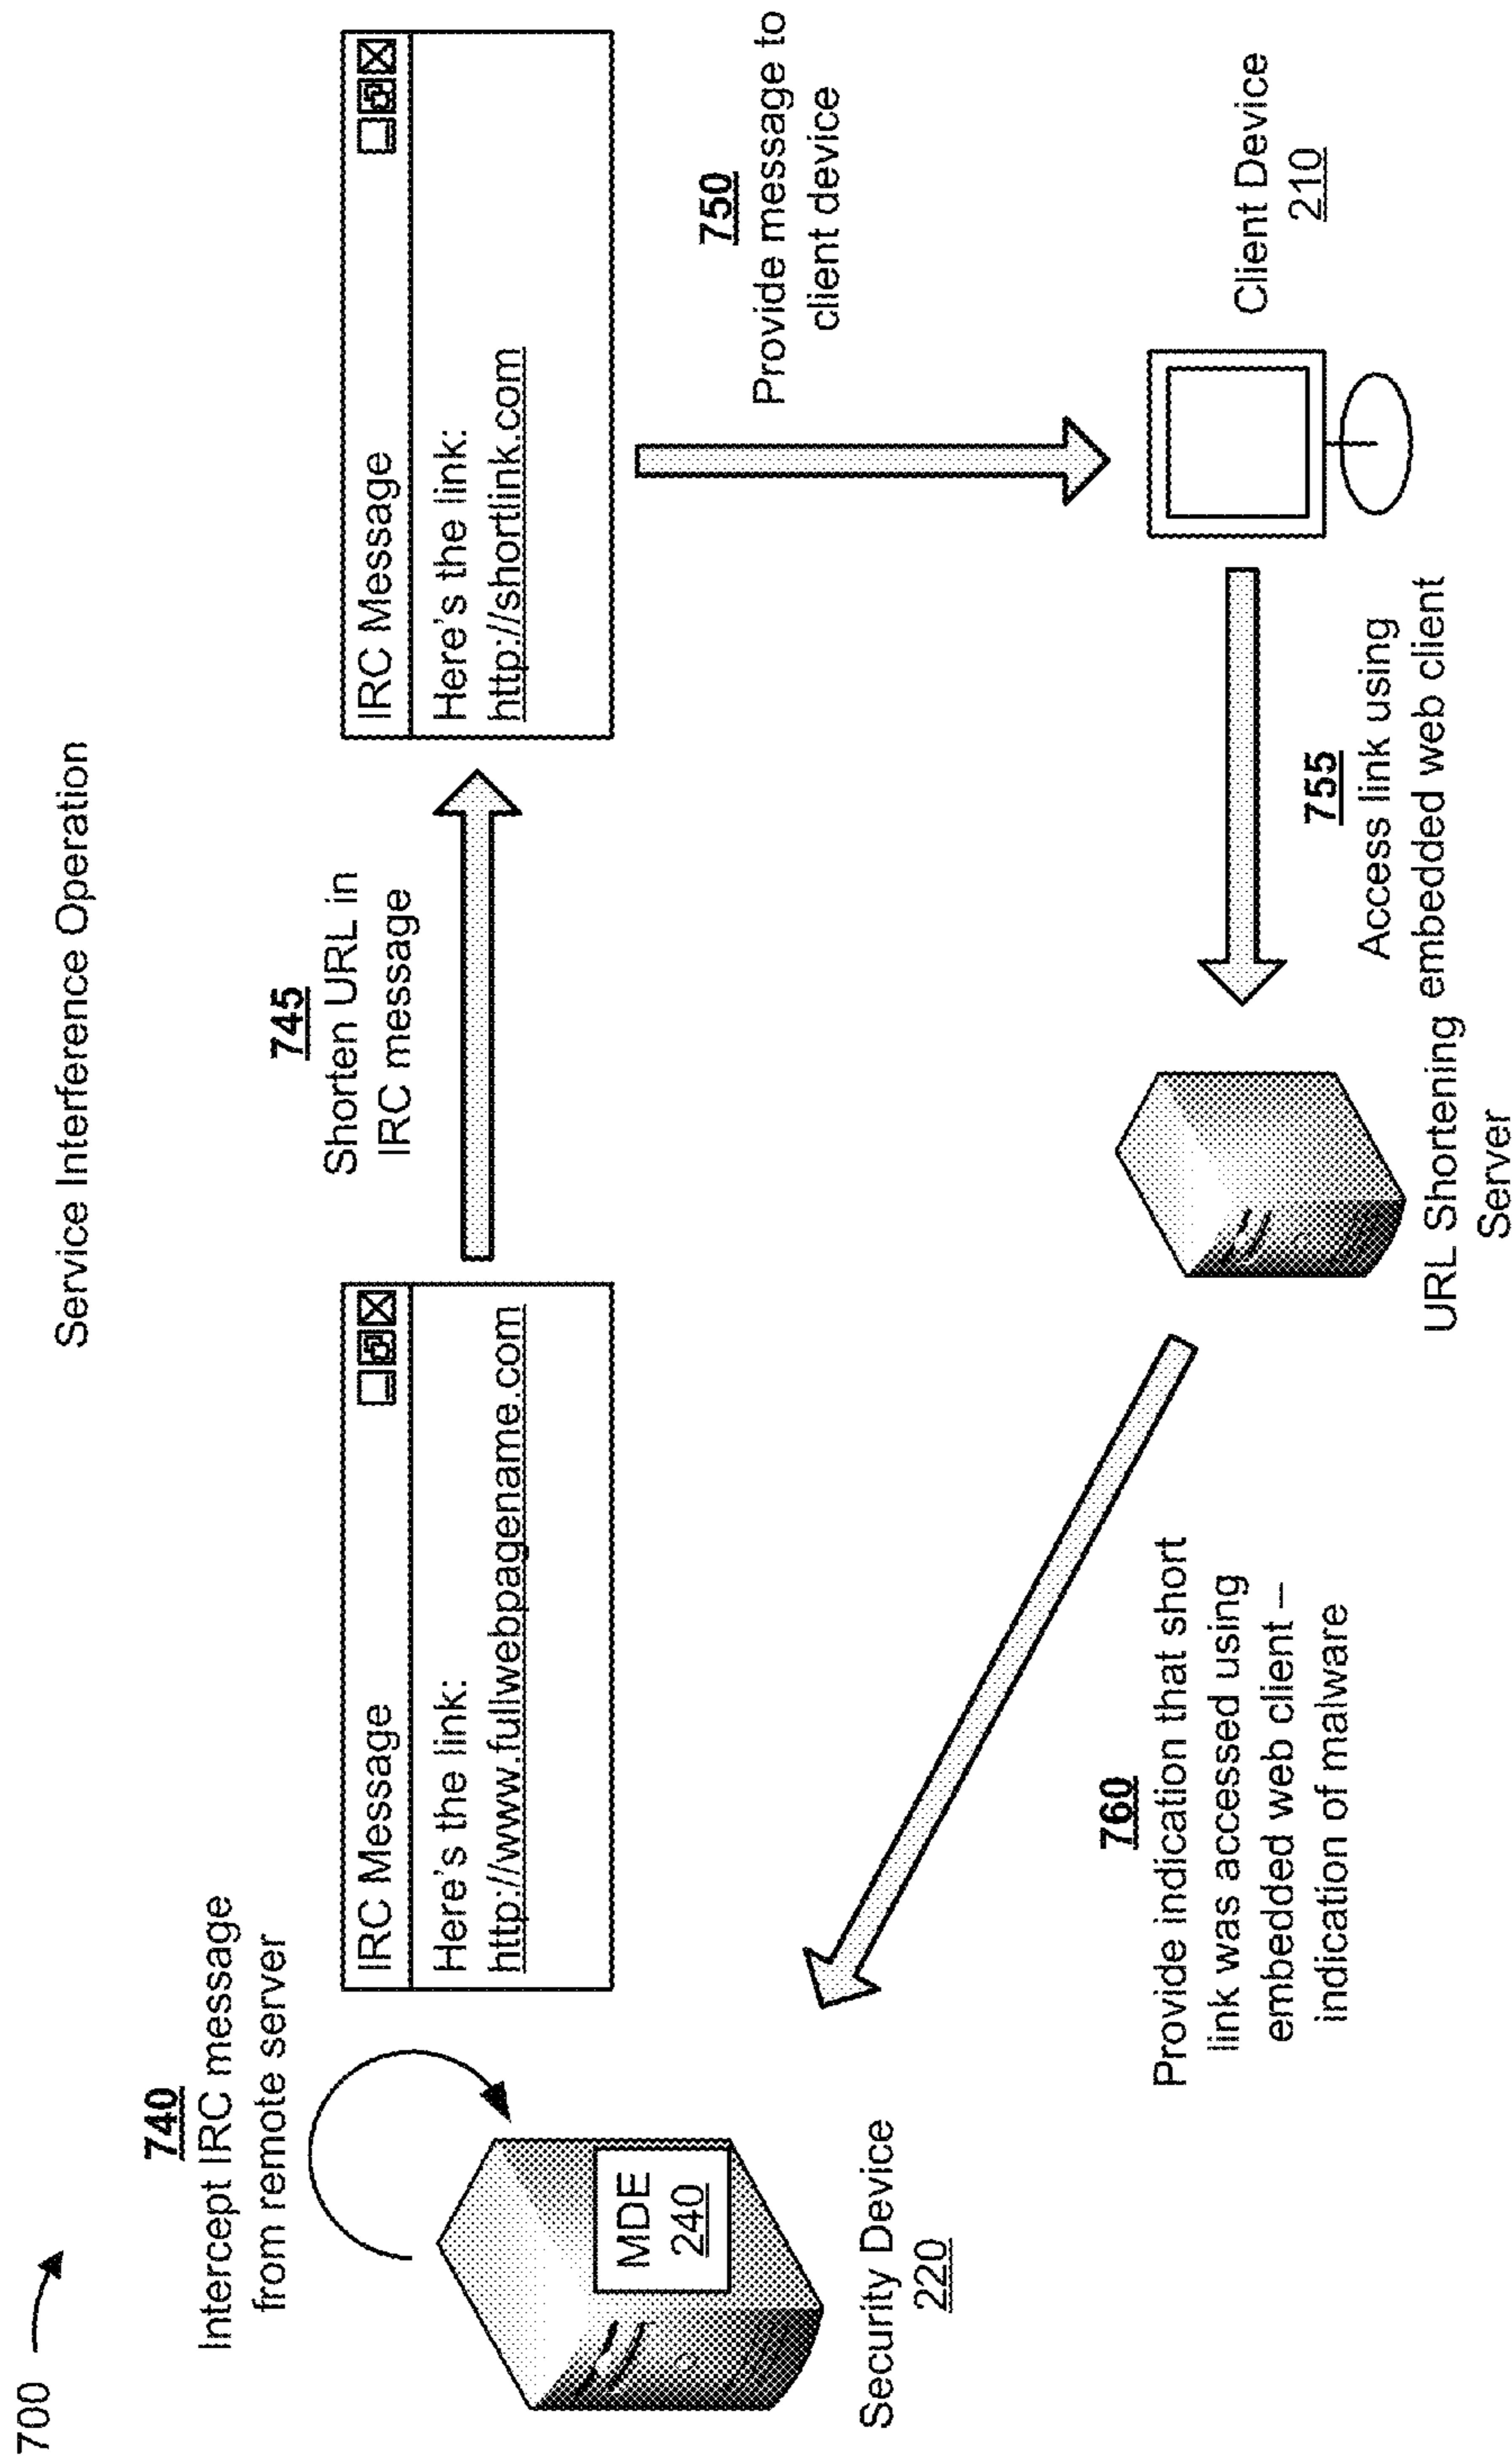 700
Service Interference Operation
740
Intercept IRC message
from remote server
IRC Message
Here's the link:
http://www.fullwebpagename.com
745
Shorten URL in
IRC message
IRC Message
Here's the link:
http://shortlink.com
750
Provide message to
client device
MDE
240
Security Device
220
760
Provide indication that short
link was accessed using
embedded web client –
indication of malware
URL Shortening
Server
755
Access link using
embedded web client
Client Device
210